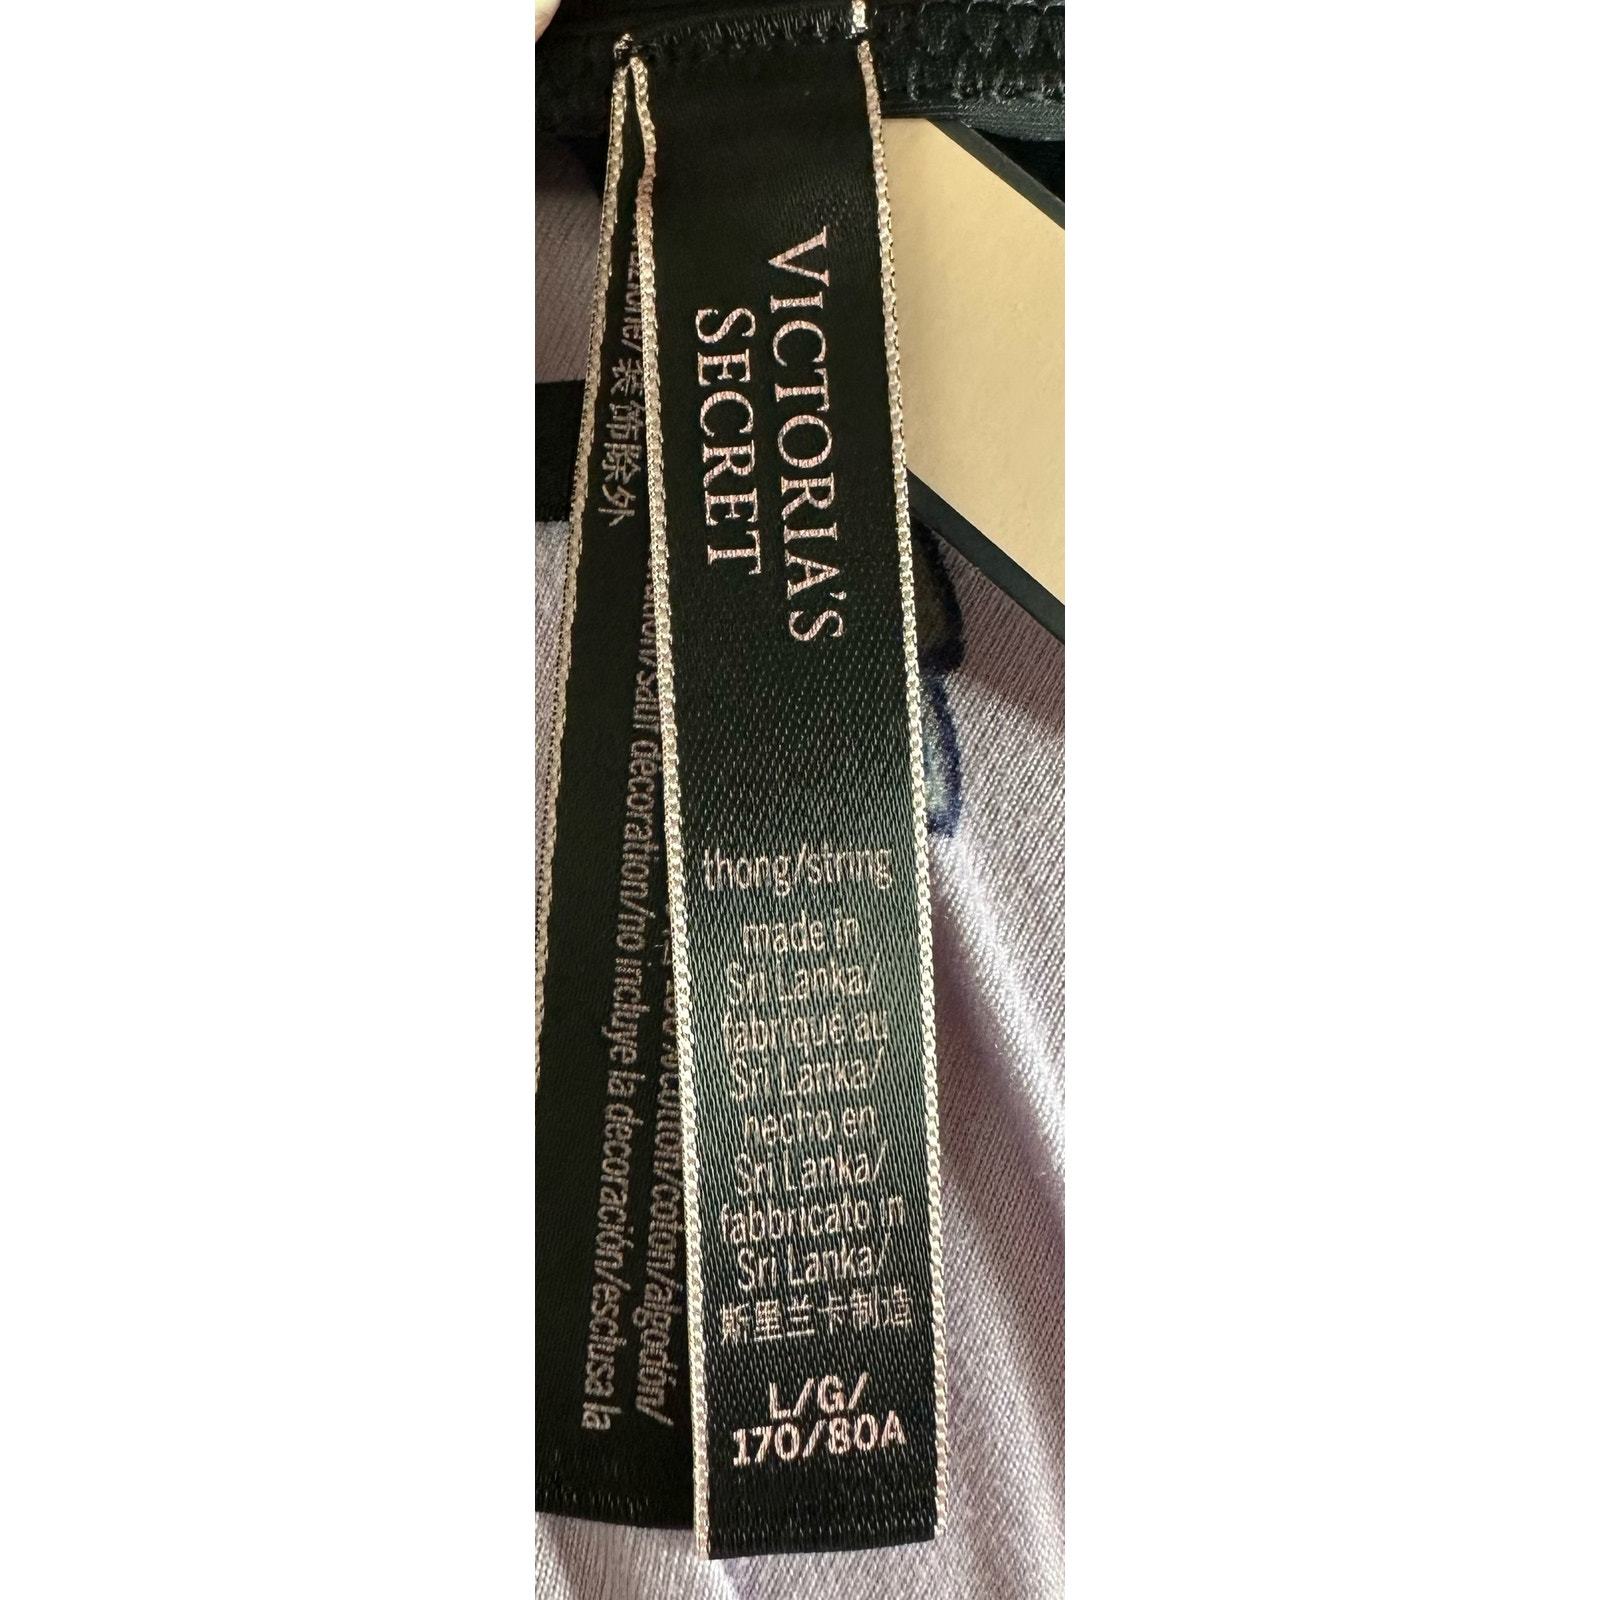 VICTORIA'S
SECRET
thong/string
made in
Sri Lanka/
fabriqué au
Sri Lanka/
hecho en
Sri Lanka/
fabbricato in
Sri Lanka/
斯里兰卡制造
L/G/
170/80A
100% cotton/coton/algodón/
decoration/no incluye la decoración/esclusa la
装饰除外